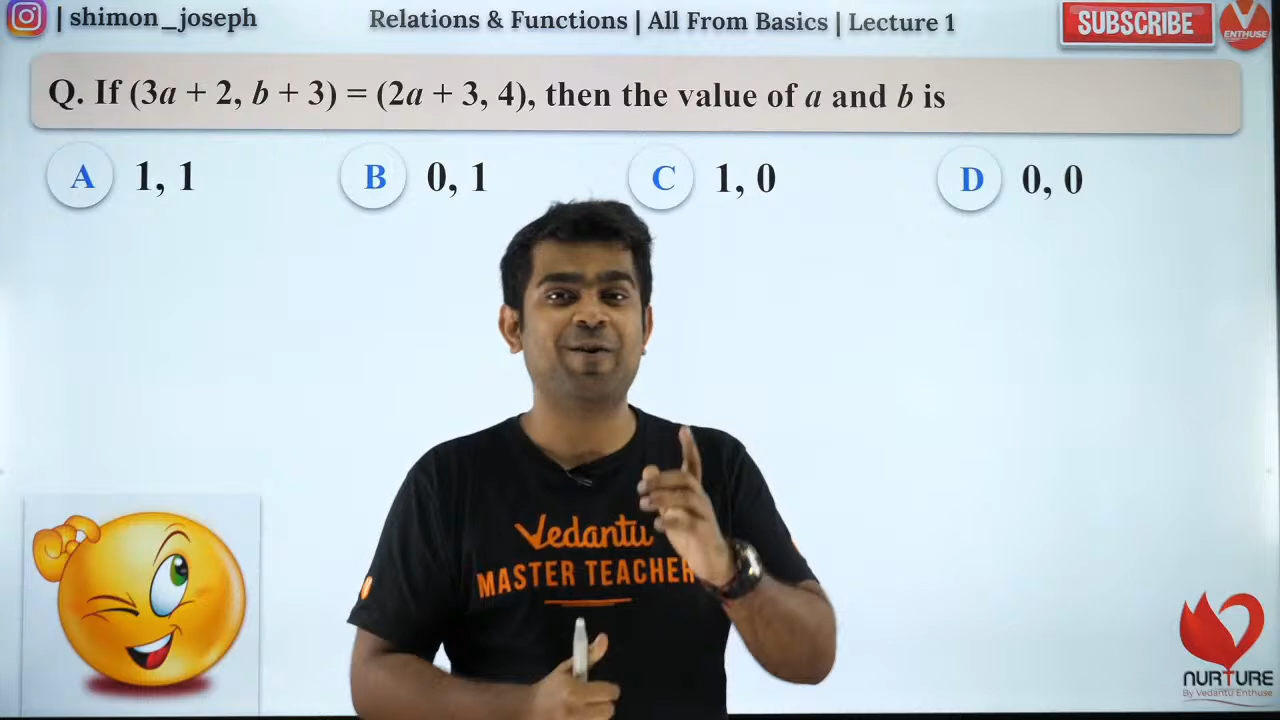 | shimon_joseph
Relations & Functions | All From Basics | Lecture 1
SUBSCRIBE
ENTHUSE
Q. If (3a + 2, b + 3) = (2a + 3, 4), then the value of a and b is
A 1, 1
B 0, 1
C 1, 0
D 0, 0
Vedantu
MASTER TEACHER
NURTURE
By Vedantu Enthuse